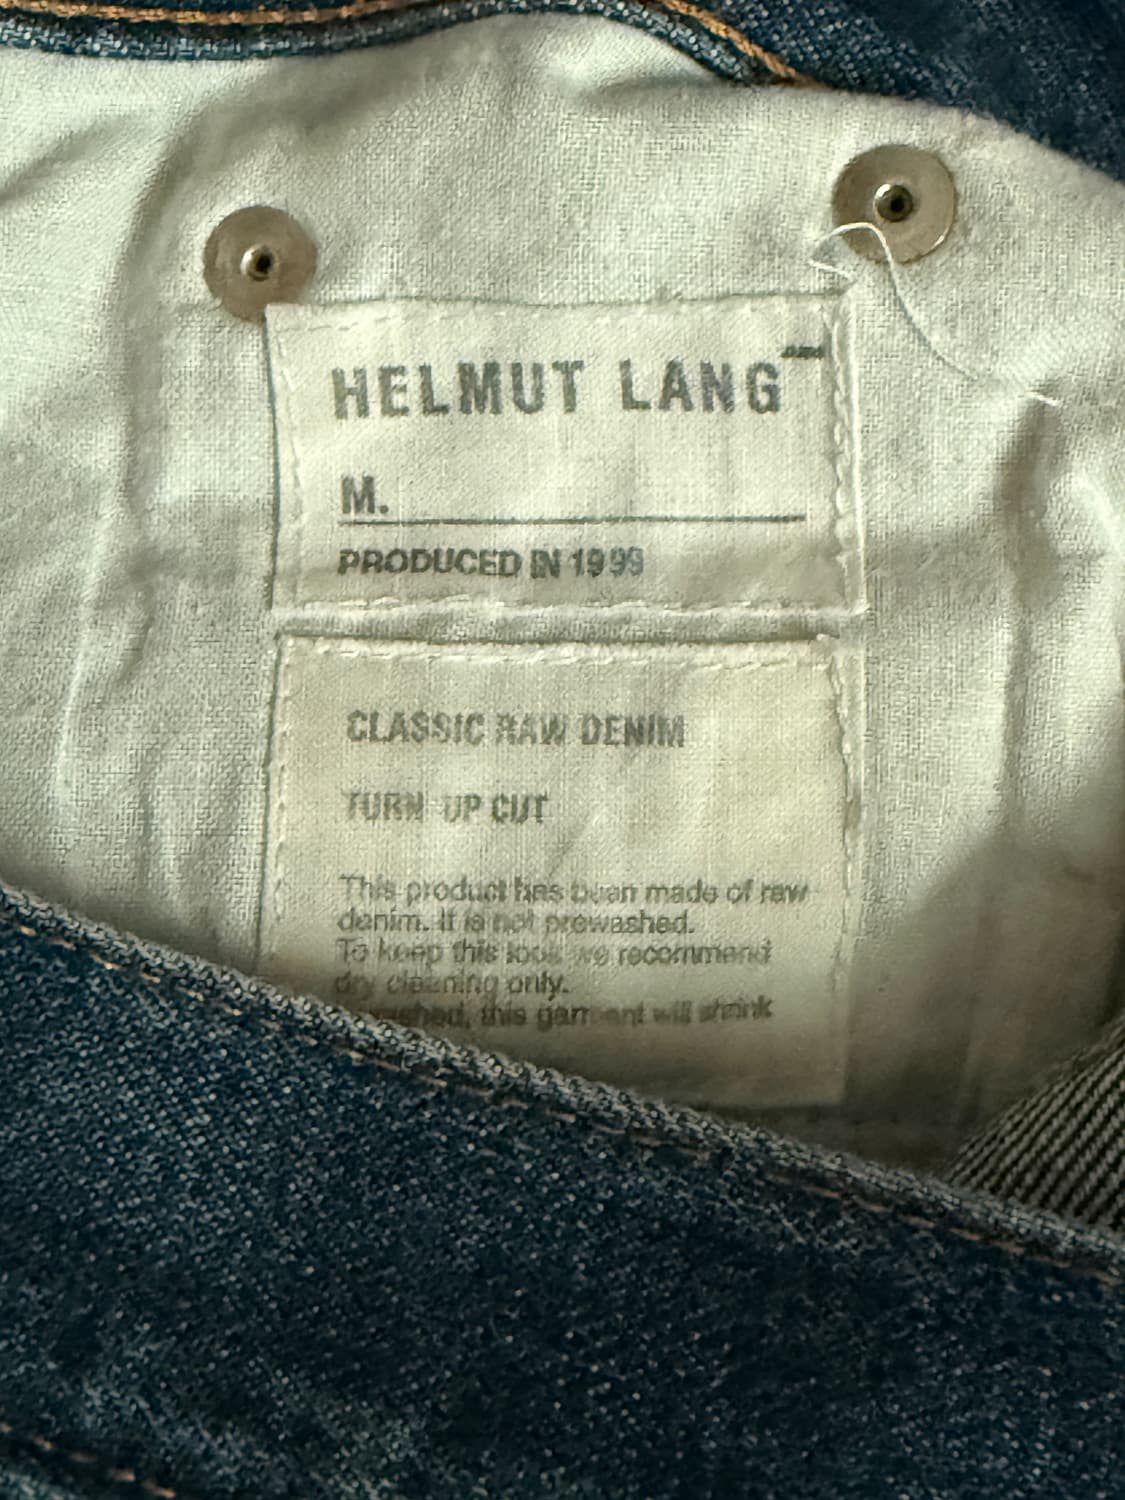 HELMUT LANG
M.
PRODUCED IN 1999
CLASSIC RAW DENIM
TURN UP CUT
This product has been made of raw
denim. It is not prewashed.
To keep this look we recommend
dry cleaning only.
washed, this garment will shrink